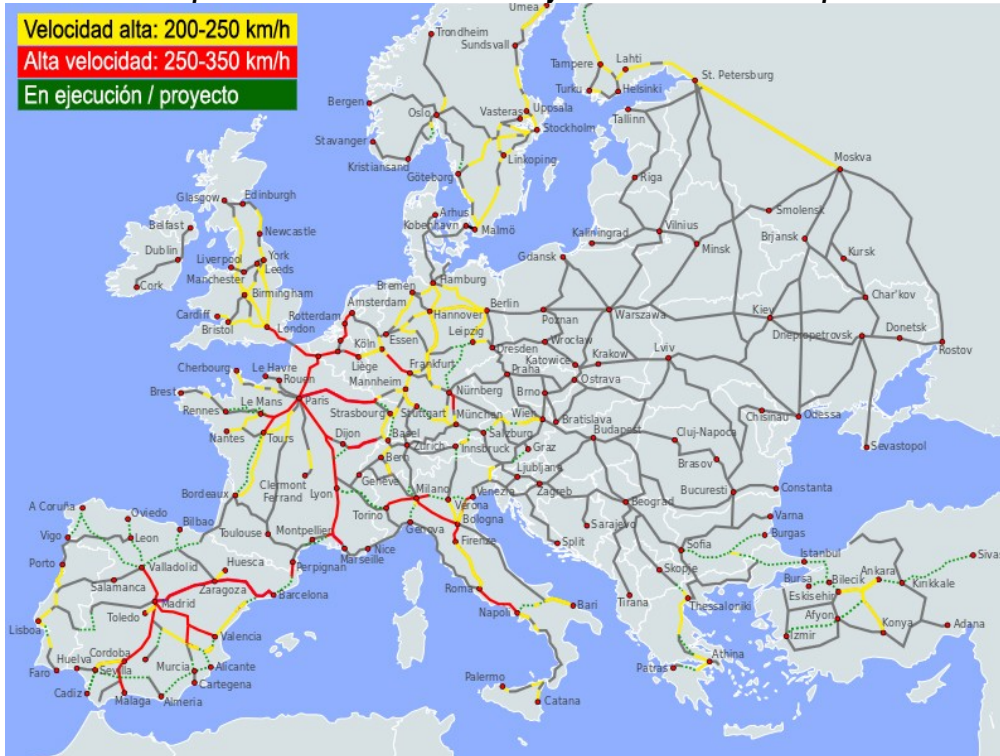 Velocidad alta: 200-250 km/h
Alta velocidad: 250-350 km/h
En ejecución / proyecto
Umea
Trondheim
Sundsvall
Lahti
Tampere
St. Petersburg
Turku
Helsinki
Bergen
Vasteras
Uppsala
Oslo
Tallinn
Stockholm
Stavanger
Linkoping
Kristiansand
Göteborg
Moskva
Riga
Glasgow
Edinburgh
Belfast
Arhus
Smolensk
Kobenhavn
Malmö
Vilnius
Brjansk
Newcastle
Kaliningrad
Minsk
Dublin
Liverpool
York
Leeds
Gdansk
Kursk
Manchester
Hamburg
Cork
Bremen
Birmingham
Amsterdam
Berlin
Char'kov
Cardiff
Rotterdam
Hannover
Poznan
Warszawa
Kiev
Bristol
London
Essen
Leipzig
Dnepropetrovsk
Donetsk
Köln
Dresden
Wrocław
Rostov
Liège
Frankfurt
Praha
Katowice
Krakow
Lviv
Cherbourg
Le Havre
Rouen
Mannheim
Ostrava
Brest
Le Mans
Paris
Nürnberg
Brno
Rennes
Strasbourg
Stuttgart
München
Wien
Chisinau
Odessa
Nantes
Tours
Dijon
Basel
Zurich
Salzburg
Bratislava
Budapest
Cluj-Napoca
Sevastopol
Bern
Innsbruck
Graz
Clermont
Ferrand
Genève
Ljubljana
Brasov
Bordeaux
Lyon
Milano
Venezia
Zagreb
Bucuresti
Constanta
A Coruña
Oviedo
Bilbao
Torino
Verona
Beograd
Toulouse
Montpellier
Genova
Bologna
Sarajevo
Varna
Vigo
Leon
Nice
Firenze
Split
Burgas
Marseille
Sofia
Porto
Valladolid
Huesca
Perpignan
Skopje
Istanbul
Ankara
Sivas
Salamanca
Zaragoza
Barcelona
Roma
Bursa
Bilecik
Kırıkkale
Madrid
Tirana
Thessaloniki
Eskisehir
Toledo
Napoli
Bari
Afyon
Lisboa
Valencia
Izmir
Konya
Adana
Cordoba
Huelva
Sevilla
Murcia
Alicante
Patras
Athina
Faro
Cartegena
Palermo
Cadiz
Malaga
Almeria
Catana